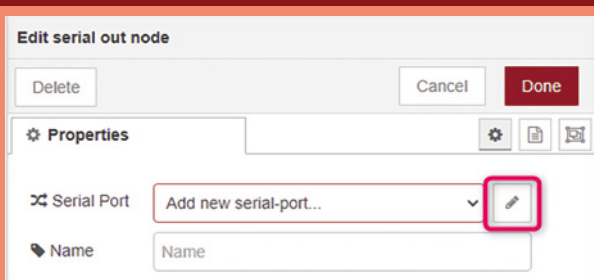 Edit serial out node
Delete Cancel Done
Properties
Serial Port Add new serial-port...
Name Name